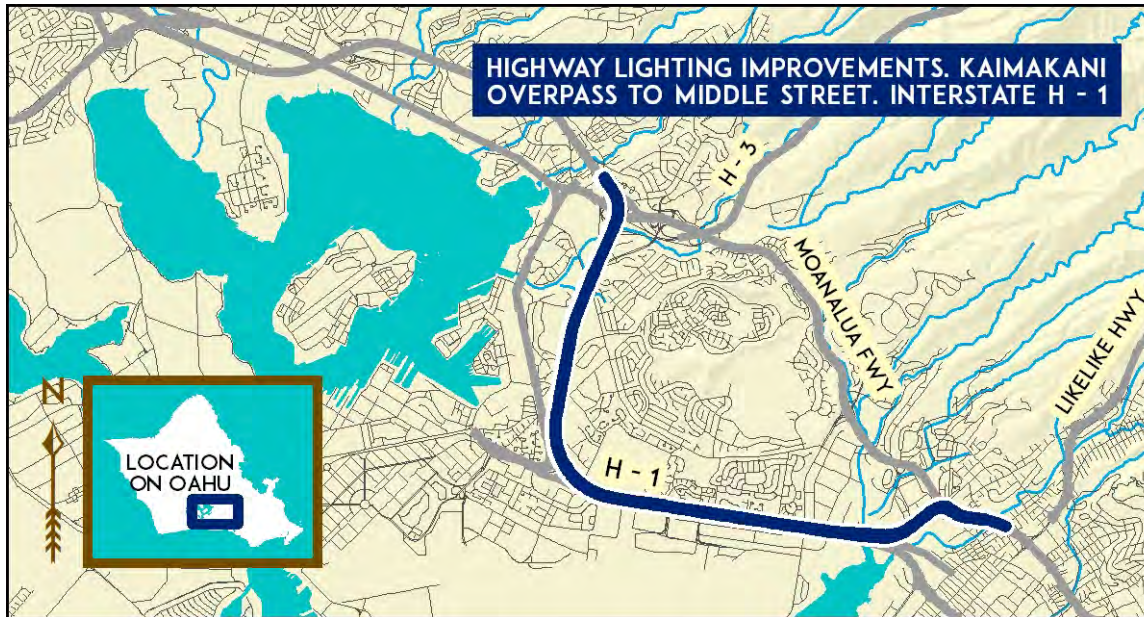 HIGHWAY LIGHTING IMPROVEMENTS. KAIMAKANI
OVERPASS TO MIDDLE STREET. INTERSTATE H - 1
H - 3
MOANALUA FWY
LIKELIKE HWY
H - 1
N
LOCATION
ON OAHU